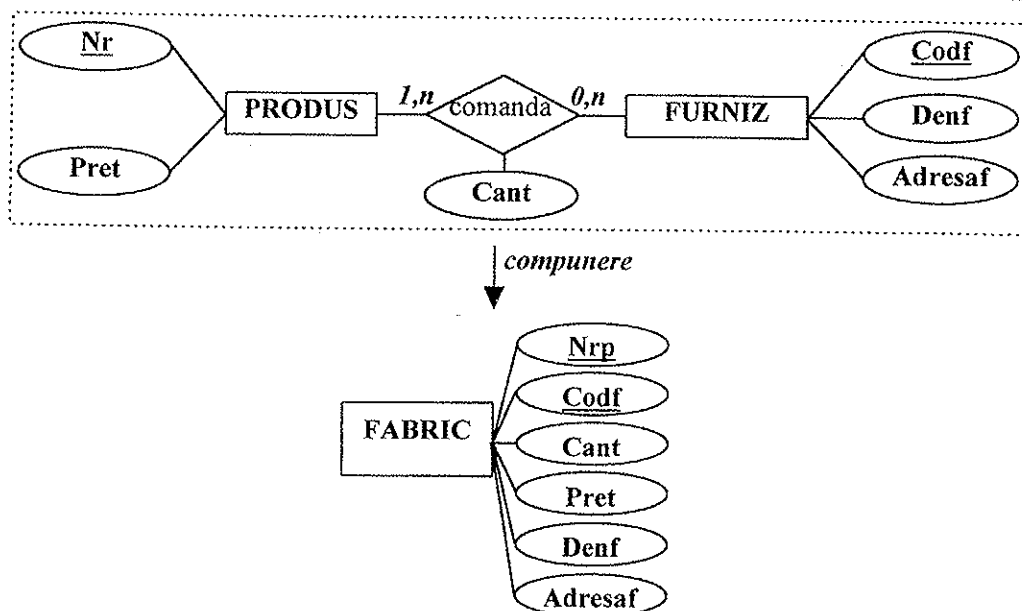 Nr
Pret
PRODUS
1,n
comanda
0,n
FURNIZ
Cant
Codf
Denf
Adresaf
compunere
FABRIC
Nrp
Codf
Cant
Pret
Denf
Adresaf